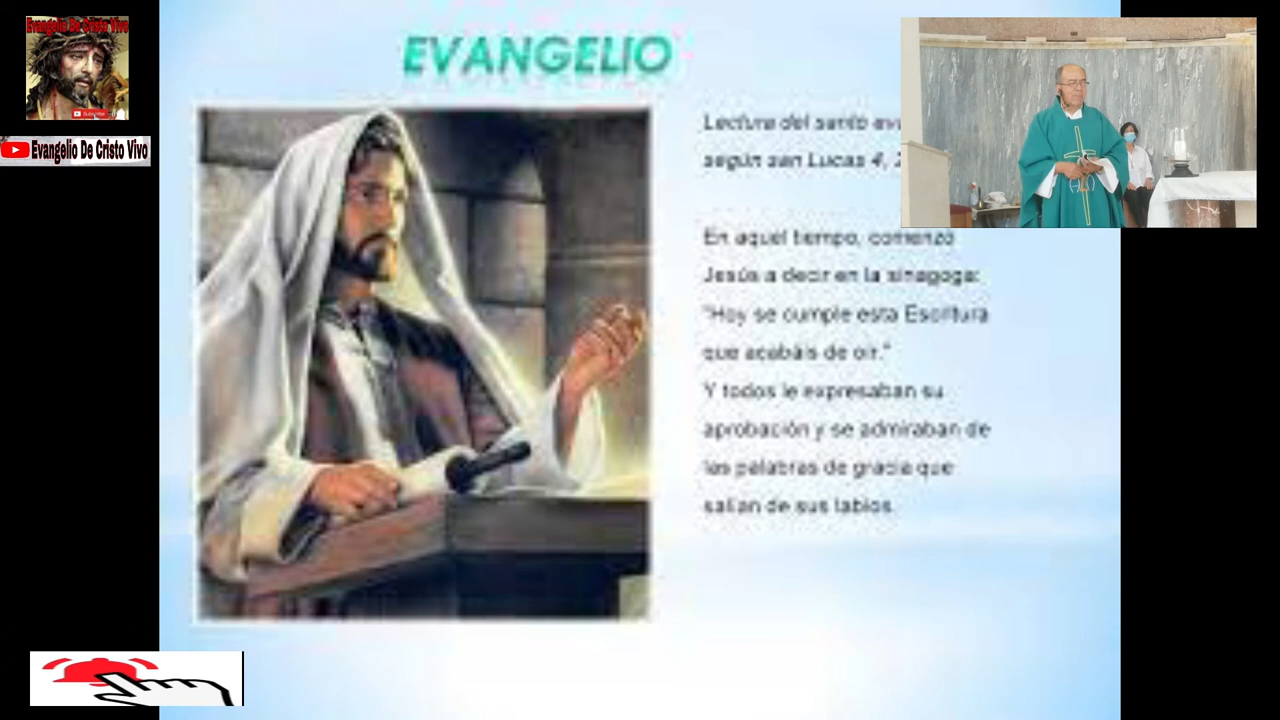 Evangelio De Cristo Vivo
Subscribe
Evangelio De Cristo Vivo
EVANGELIO
Lectura del santo
según san Lucas 4,
En aquel tiempo, comenzó
Jesús a decir en la sinagoga:
"Hoy se cumple esta Escritura
que acabáis de oír."
Y todos le expresaban su
aprobación y se admiraban de
las palabras de gracia que
salían de sus labios.